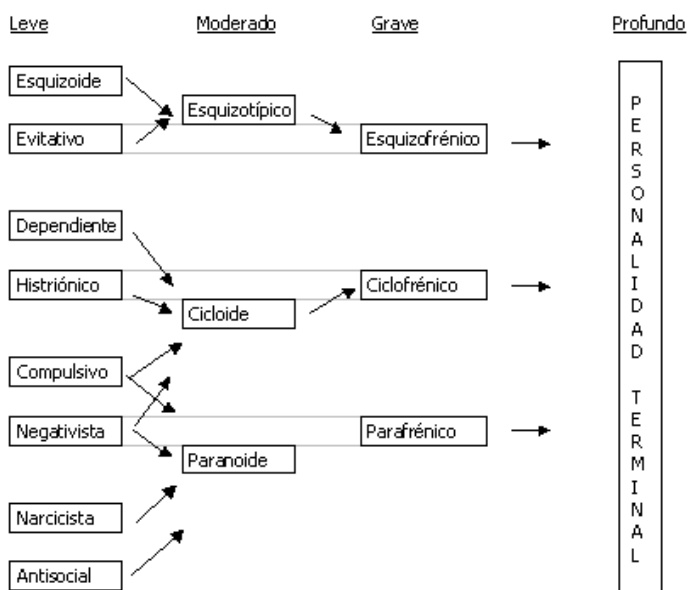 Leve Moderado Grave Profundo
Esquizoide
Esquizotípico
Evitativo
Esquizofrénico
Dependiente
Histriónico
Ciclofrénico
Cicloide
Compulsivo
Negativista
Parafrénico
Paranoide
Narcicista
Antisocial
PERSONALIDAD TERMINAL